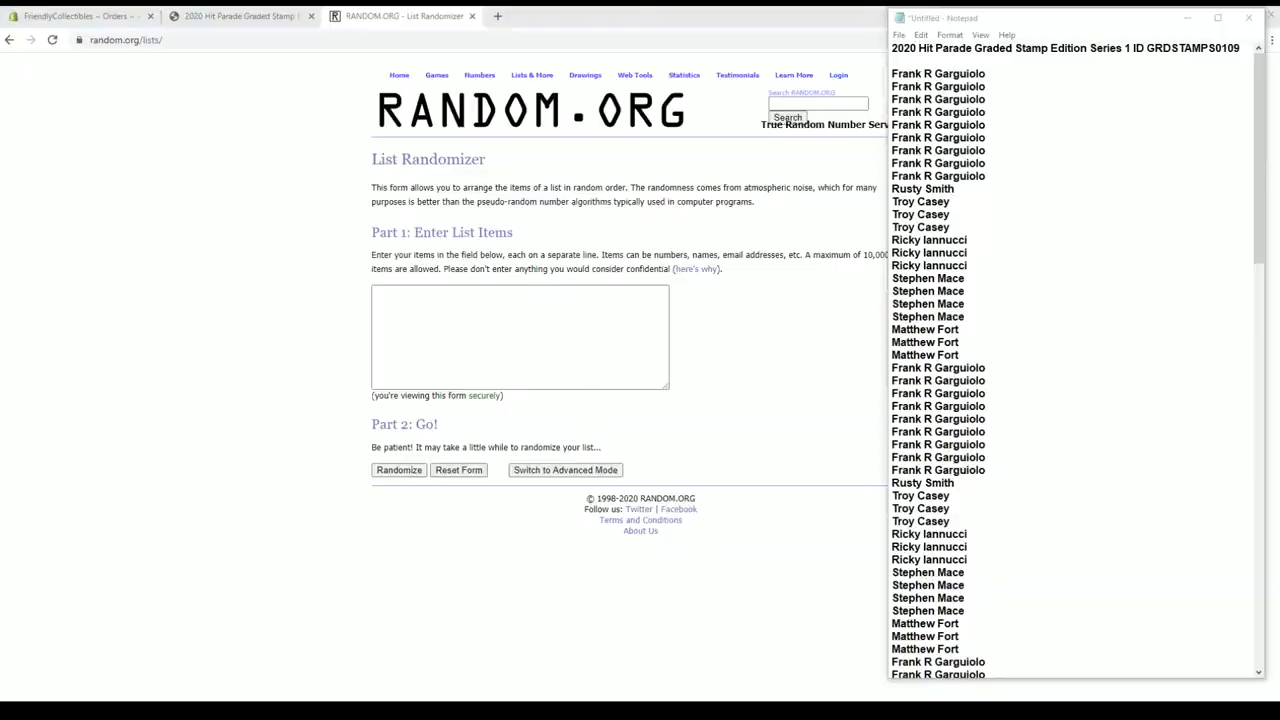 FriendlyCollectibles ~ Orders ~
2020 Hit Parade Graded Stamp
RANDOM.ORG - List Randomizer
random.org/lists/
Home Games Numbers Lists & More Drawings Web Tools Statistics Testimonials Learn More Login
RANDOM.ORG
Search RANDOM.ORG
Search
True Random Number Serv
List Randomizer
This form allows you to arrange the items of a list in random order. The randomness comes from atmospheric noise, which for many
purposes is better than the pseudo-random number algorithms typically used in computer programs.
Part 1: Enter List Items
Enter your items in the field below, each on a separate line. Items can be numbers, names, email addresses, etc. A maximum of 10,000
items are allowed. Please don't enter anything you would consider confidential (here's why).
(you're viewing this form securely)
Part 2: Go!
Be patient! It may take a little while to randomize your list...
Randomize Reset Form Switch to Advanced Mode
© 1998-2020 RANDOM.ORG
Follow us: Twitter | Facebook
Terms and Conditions
About Us
*Untitled - Notepad
File Edit Format View Help
2020 Hit Parade Graded Stamp Edition Series 1 ID GRDSTAMPS0109
Frank R Garguiolo
Frank R Garguiolo
Frank R Garguiolo
Frank R Garguiolo
Frank R Garguiolo
Frank R Garguiolo
Frank R Garguiolo
Frank R Garguiolo
Frank R Garguiolo
Rusty Smith
Troy Casey
Troy Casey
Troy Casey
Ricky Iannucci
Ricky Iannucci
Ricky Iannucci
Stephen Mace
Stephen Mace
Stephen Mace
Stephen Mace
Matthew Fort
Matthew Fort
Matthew Fort
Frank R Garguiolo
Frank R Garguiolo
Frank R Garguiolo
Frank R Garguiolo
Frank R Garguiolo
Frank R Garguiolo
Frank R Garguiolo
Frank R Garguiolo
Frank R Garguiolo
Rusty Smith
Troy Casey
Troy Casey
Troy Casey
Ricky Iannucci
Ricky Iannucci
Ricky Iannucci
Stephen Mace
Stephen Mace
Stephen Mace
Stephen Mace
Matthew Fort
Matthew Fort
Matthew Fort
Frank R Garguiolo
Frank R Garguiolo